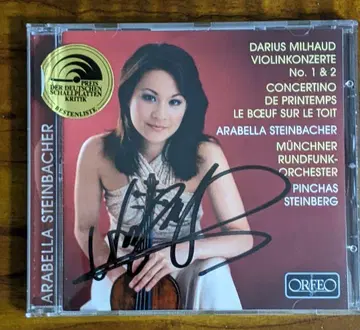 ARABELLA STEINBACHER
PREIS
DER DEUTSCHEN
SCHALLPLATTEN
KRITIK
BESTENLISTE
DARIUS MILHAUD
VIOLINKONZERTE
No. 1 & 2
CONCERTINO
DE PRINTEMPS
LE BŒUF SUR LE TOIT
ARABELLA STEINBACHER
MÜNCHNER
RUNDFUNK-
ORCHESTER
PINCHAS
STEINBERG
ORFEO